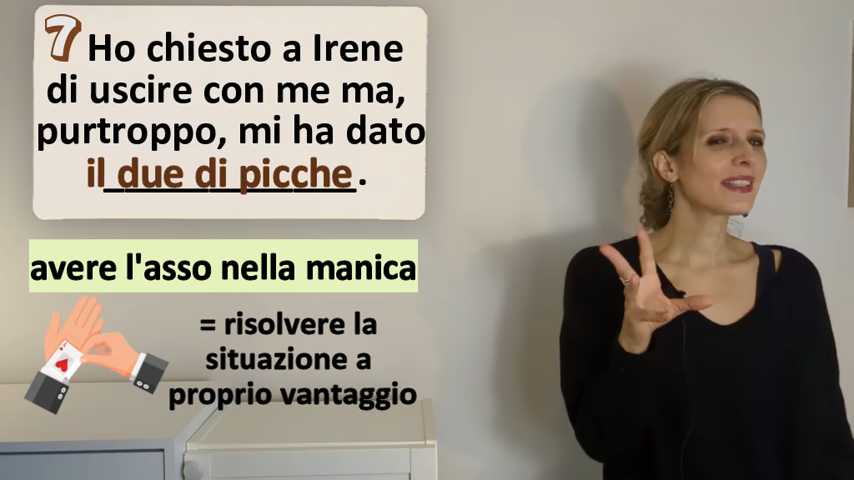 7 Ho chiesto a Irene
di uscire con me ma,
purtroppo, mi ha dato
il due di picche.
avere l'asso nella manica
= risolvere la
situazione a
proprio vantaggio